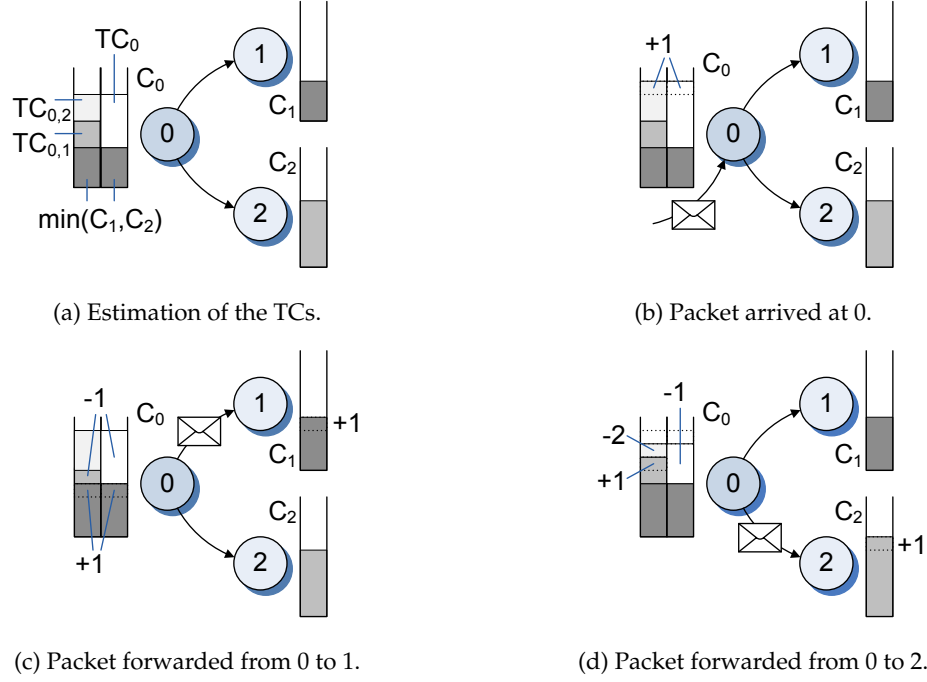 TC0
C0
1
TC0,2
TC0,1
0
C1
C2
2
min(C1,C2)
(a) Estimation of the TCs.
+1
C0
1
C1
0
C2
2
(b) Packet arrived at 0.
-1
C0
1
+1
C1
0
C2
+1
2
(c) Packet forwarded from 0 to 1.
-1
C0
1
-2
+1
C1
0
C2
+1
2
(d) Packet forwarded from 0 to 2.